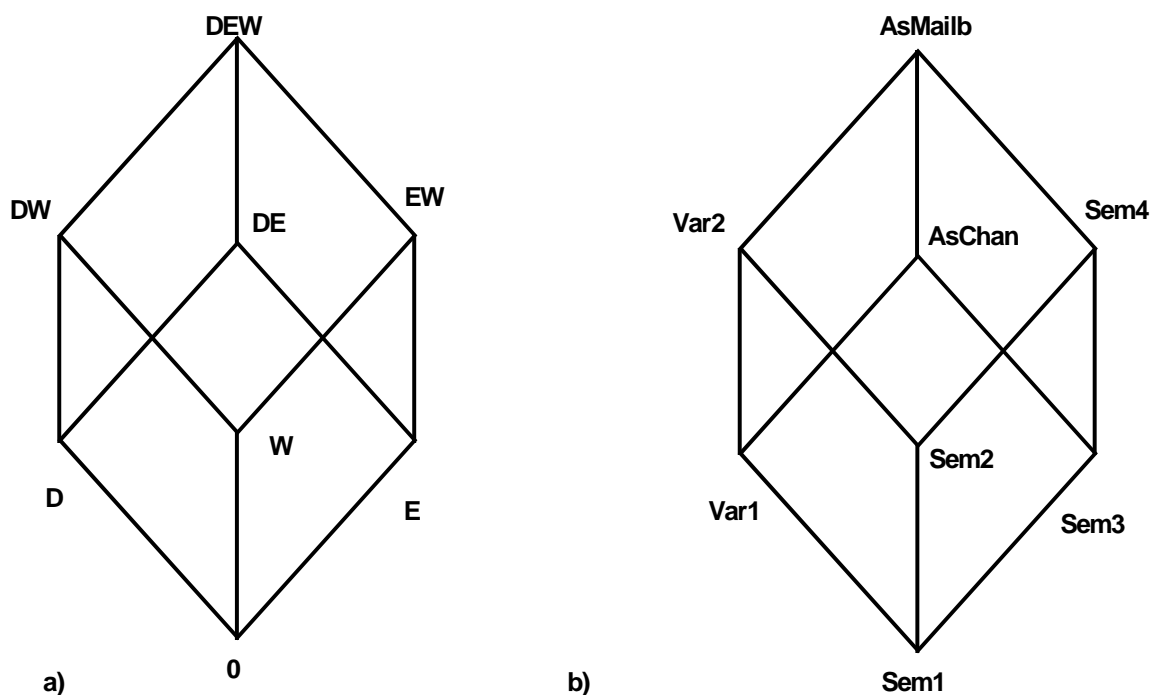 DEW
DW
EW
DE
W
D
E
0
a)
AsMailb
Var2
Sem4
AsChan
Sem2
Var1
Sem3
Sem1
b)